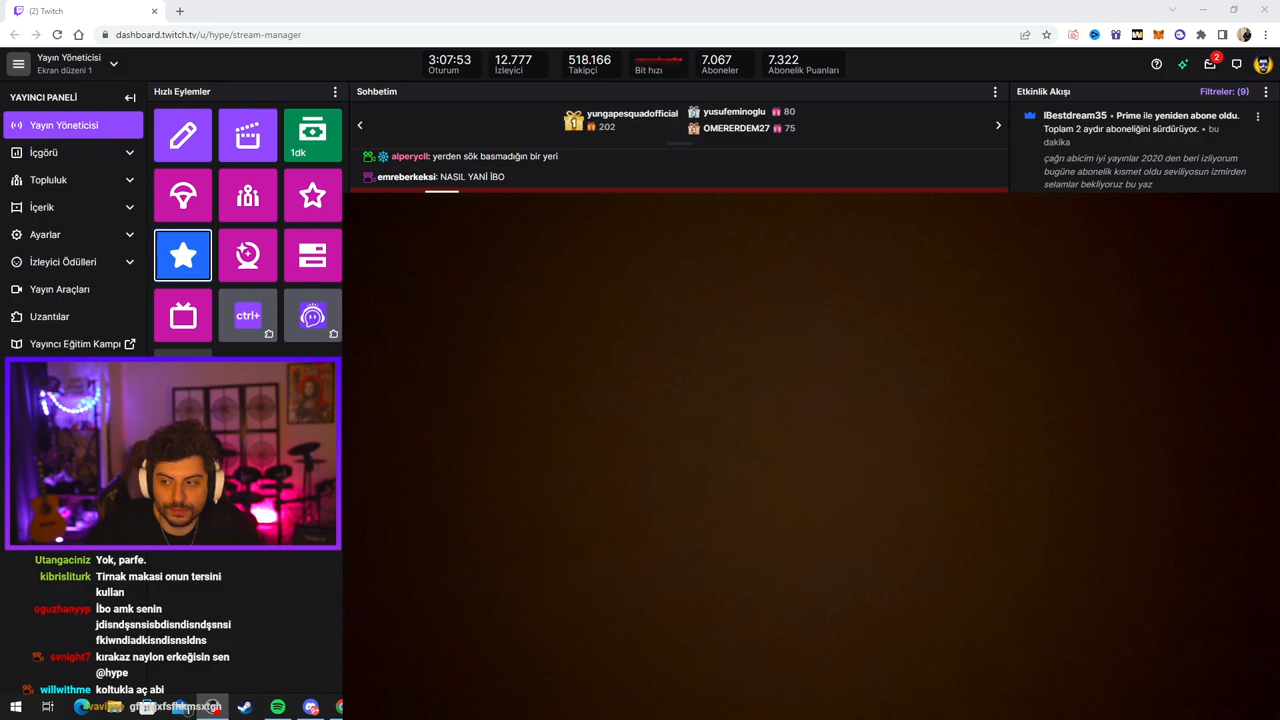 (2) Twitch
dashboard.twitch.tv/u/hype/stream-manager
Yayın Yöneticisi
Ekran düzeni 1
3:07:53
Oturum
12.777
İzleyici
518.166
Takipçi
Bit hızı
7.067
Aboneler
7.322
Abonelik Puanları
2
YAYINCI PANELİ
Yayın Yöneticisi
İçgörü
Topluluk
İçerik
Ayarlar
İzleyici Ödülleri
Yayın Araçları
Uzantılar
Yayıncı Eğitim Kampı
Hızlı Eylemler
1dk
ctrl+
Sohbetim
1
yungapesquadofficial
202
yusufeminoglu 80
OMERERDEM27 75
alperycll: yerden sök basmadığın bir yeri
emreberkeksi: NASIL YANİ İBO
Etkinlik Akışı
Filtreler: (9)
IBestdream35 • Prime ile yeniden abone oldu.
Toplam 2 aydır aboneliğini sürdürüyor. • bu
dakika
çağrı abicim iyi yayınlar 2020 den beri izliyorum
bugüne abonelik kısmet oldu seviliyosun izmirden
selamlar bekliyoruz bu yaz
Utangaciniz Yok, parfe.
kibrisliturk Tirnak makasi onun tersini
kullan
oguzhanyyp İbo amk senin
jdisndşsnsisbdisndisndşsnsi
fkiwndiadkisndisnsldns
svnight7 kırakaz naylon erkeğisin sen
@hype
willwithme koltukla aç abi